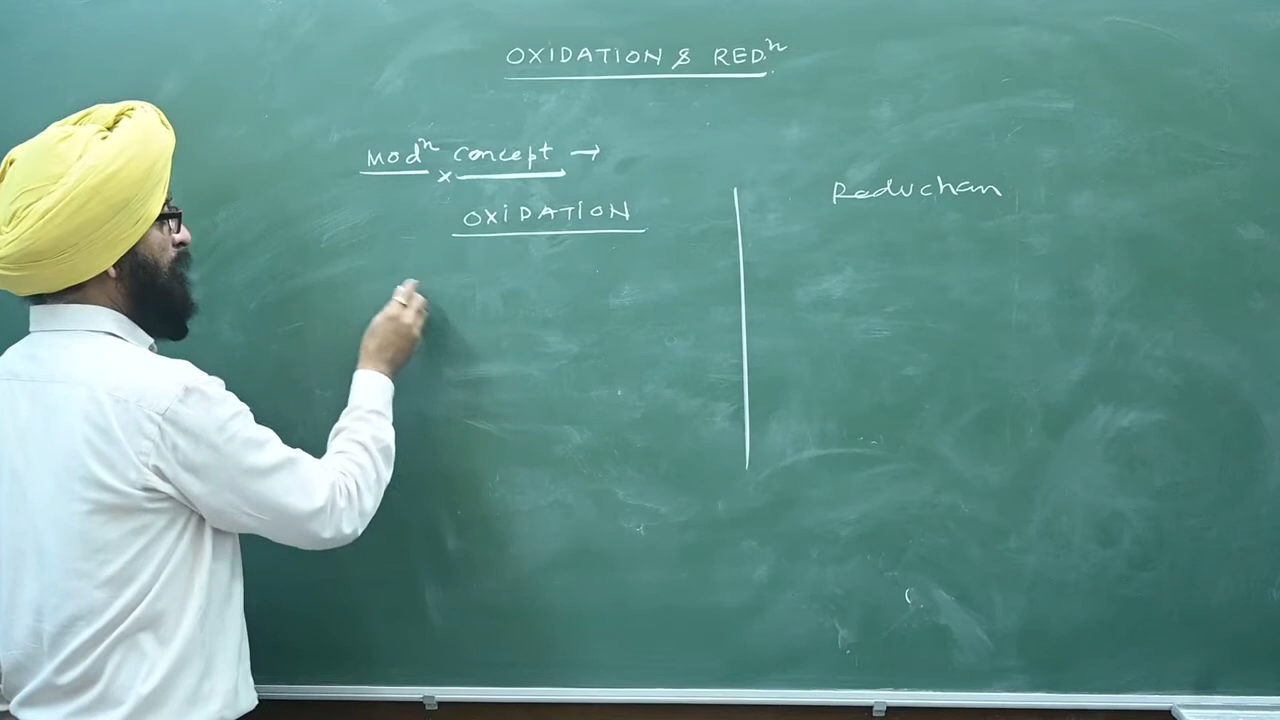 OXIDATION & REDⁿ
Modⁿ concept →
x
OXIDATION
Reduchan